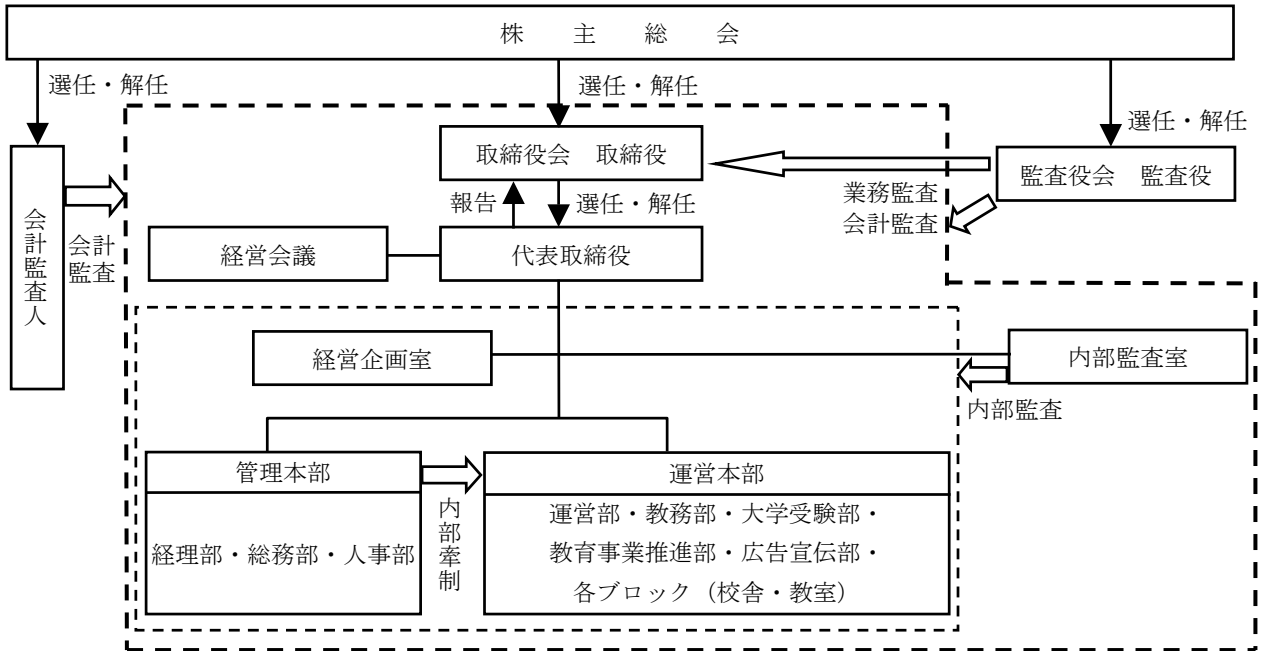 株 主 総 会
選任・解任
選任・解任
選任・解任
取締役会 取締役
監査役会 監査役
業務監査
会計監査
会計監査人
会計
監査
報告
選任・解任
経営会議
代表取締役
経営企画室
内部監査室
内部監査
管理本部
経理部・総務部・人事部
内部牽制
運営本部
運営部・教務部・大学受験部・
教育事業推進部・広告宣伝部・
各ブロック（校舎・教室）